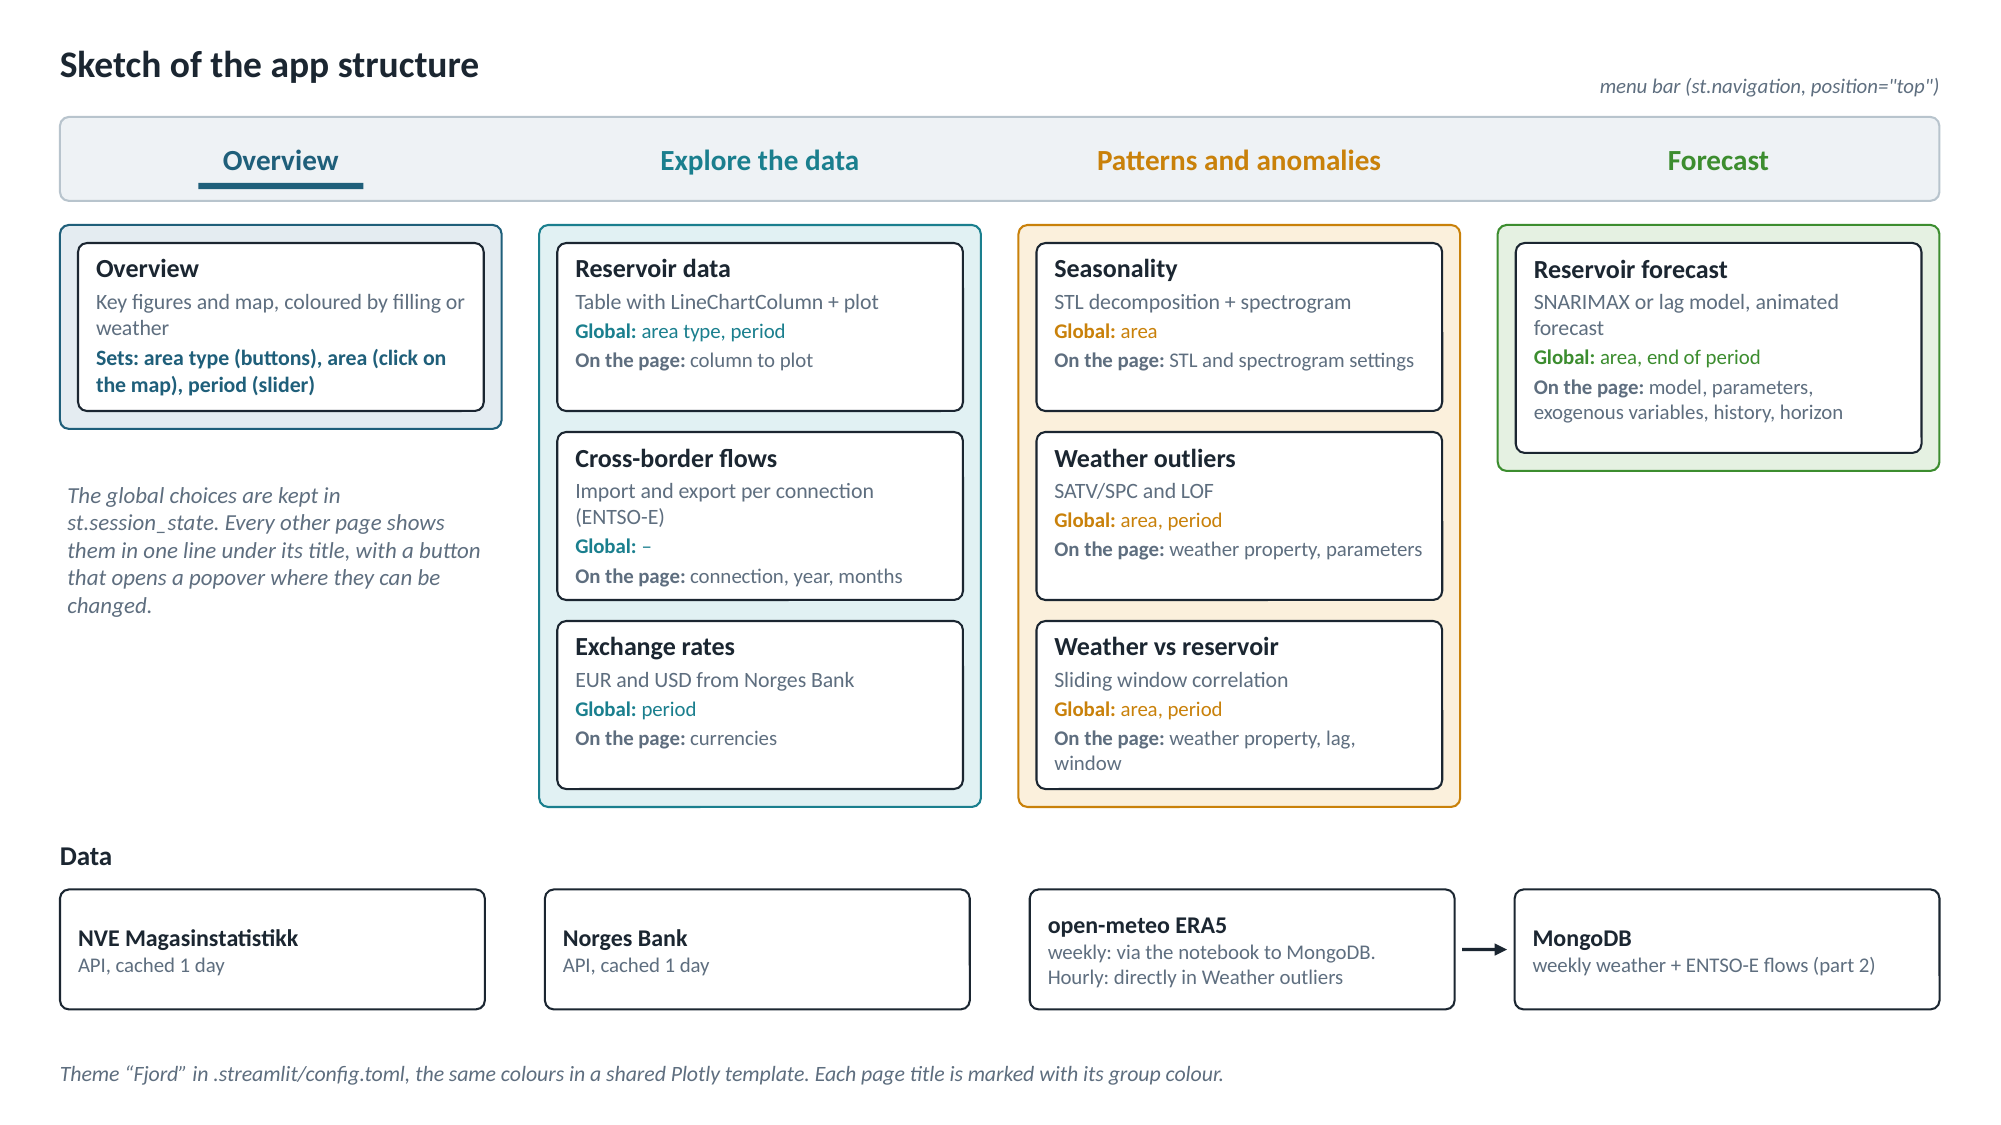 Sketch of the app structure
menu bar (st.navigation, position="top")
Overview
Explore the data
Patterns and anomalies
Forecast
Overview
Key figures and map, coloured by filling or
weather
Sets: area type (buttons), area (click on
the map), period (slider)
The global choices are kept in
st.session_state. Every other page shows
them in one line under its title, with a button
that opens a popover where they can be
changed.
Reservoir data
Table with LineChartColumn + plot
Global: area type, period
On the page: column to plot
Cross-border flows
Import and export per connection
(ENTSO-E)
Global: –
On the page: connection, year, months
Exchange rates
EUR and USD from Norges Bank
Global: period
On the page: currencies
Seasonality
STL decomposition + spectrogram
Global: area
On the page: STL and spectrogram settings
Weather outliers
SATV/SPC and LOF
Global: area, period
On the page: weather property, parameters
Weather vs reservoir
Sliding window correlation
Global: area, period
On the page: weather property, lag,
window
Reservoir forecast
SNARIMAX or lag model, animated
forecast
Global: area, end of period
On the page: model, parameters,
exogenous variables, history, horizon
Data
NVE Magasinstatistikk
API, cached 1 day
Norges Bank
API, cached 1 day
open-meteo ERA5
weekly: via the notebook to MongoDB.
Hourly: directly in Weather outliers
MongoDB
weekly weather + ENTSO-E flows (part 2)
Theme “Fjord” in .streamlit/config.toml, the same colours in a shared Plotly template. Each page title is marked with its group colour.